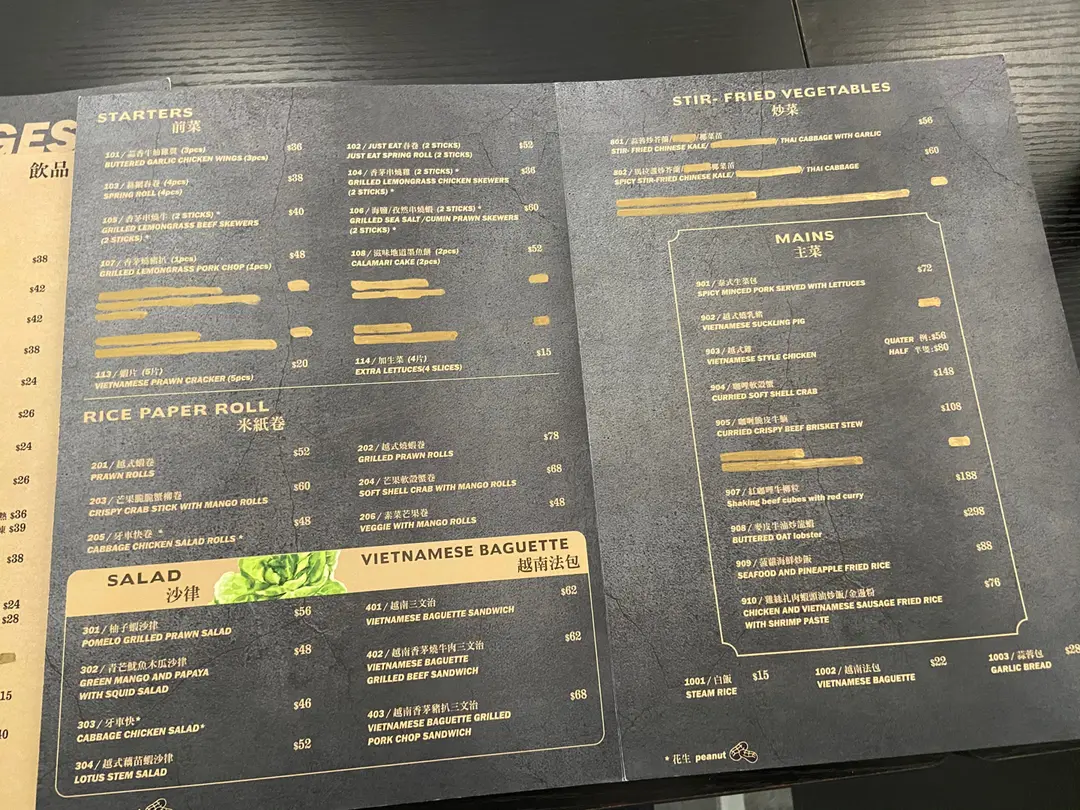 GES
飲品
$38
$42
$42
$38
$24
$26
$24
$26
$36
$39
$38
$24
$28
STARTERS
前菜
101 / 蒜香牛油雞翼 (3pcs)
BUTTERED GARLIC CHICKEN WINGS (3pcs)
$36
103 / 春卷 (4pcs)
SPRING ROLL (4pcs)
$38
105 / 香茅串燒牛 (2 STICKS) *
GRILLED LEMONGRASS BEEF SKEWERS
(2 STICKS) *
$40
107 / 香茅燒豬扒 (1pcs)
GRILLED LEMONGRASS PORK CHOP (1pcs)
$48
113 / 蝦片 (5片)
VIETNAMESE PRAWN CRACKER (5pcs)
$20
102 / JUST EAT 春卷 (2 STICKS)
JUST EAT SPRING ROLL (2 STICKS)
$52
104 / 香茅串燒雞 (2 STICKS) *
GRILLED LEMONGRASS CHICKEN SKEWERS
(2 STICKS) *
$36
106 / 海鹽/孜然串燒蝦 (2 STICKS) *
GRILLED SEA SALT/CUMIN PRAWN SKEWERS
(2 STICKS) *
$60
108 / 滋味地道墨魚餅 (2pcs)
CALAMARI CAKE (2pcs)
$52
114 / 加生菜 (4片)
EXTRA LETTUCES(4 SLICES)
$15
RICE PAPER ROLL
米紙卷
201 / 越式蝦卷
PRAWN ROLLS
$52
203 / 芒果脆脆蟹柳卷
CRISPY CRAB STICK WITH MANGO ROLLS
$60
205 / 牙車快卷 *
CABBAGE CHICKEN SALAD ROLLS *
$48
202 / 越式燒蝦卷
GRILLED PRAWN ROLLS
$78
204 / 芒果軟殼蟹卷
SOFT SHELL CRAB WITH MANGO ROLLS
$68
206 / 素菜芒果卷
VEGGIE WITH MANGO ROLLS
$48
SALAD
沙律
301 / 柚子蝦沙律
POMELO GRILLED PRAWN SALAD
$56
302 / 青芒魷魚木瓜沙律
GREEN MANGO AND PAPAYA
WITH SQUID SALAD
$48
303 / 牙車快*
CABBAGE CHICKEN SALAD*
$46
304 / 越式藕苗蝦沙律
LOTUS STEM SALAD
$52
VIETNAMESE BAGUETTE
越南法包
401 / 越南三文治
VIETNAMESE BAGUETTE SANDWICH
$62
402 / 越南香茅燒牛肉三文治
VIETNAMESE BAGUETTE
GRILLED BEEF SANDWICH
$62
403 / 越南香茅豬扒三文治
VIETNAMESE BAGUETTE GRILLED
PORK CHOP SANDWICH
$68
STIR- FRIED VEGETABLES
炒菜
801 / 蒜蓉炒芥蘭/ /椰菜苗
STIR- FRIED CHINESE KALE/ / THAI CABBAGE WITH GARLIC
$56
802 / 馬拉盞炒芥蘭/ /椰菜苗
SPICY STIR-FRIED CHINESE KALE/ / THAI CABBAGE
$60
MAINS
主菜
901 / 泰式生菜包
SPICY MINCED PORK SERVED WITH LETTUCES
$72
902 / 越式燒乳豬
VIETNAMESE SUCKLING PIG
903 / 越式雞
VIETNAMESE STYLE CHICKEN
QUATER 例:$56
HALF 半隻:$80
904 / 咖喱軟殼蟹
CURRIED SOFT SHELL CRAB
$148
905 / 咖喱脆皮牛腩
CURRIED CRISPY BEEF BRISKET STEW
$108
907 / 紅咖喱牛柳粒
Shaking beef cubes with red curry
$188
908 / 麥皮牛油炒龍蝦
BUTTERED OAT lobster
$298
909 / 菠蘿海鮮炒飯
SEAFOOD AND PINEAPPLE FRIED RICE
$88
910 / 雞絲扎肉蝦頭油炒飯/金邊粉
CHICKEN AND VIETNAMESE SAUSAGE FRIED RICE
WITH SHRIMP PASTE
$76
1001 / 白飯
STEAM RICE
$15
1002 / 越南法包
VIETNAMESE BAGUETTE
$22
1003 / 蒜蓉包
GARLIC BREAD
$28
* 花生 peanut